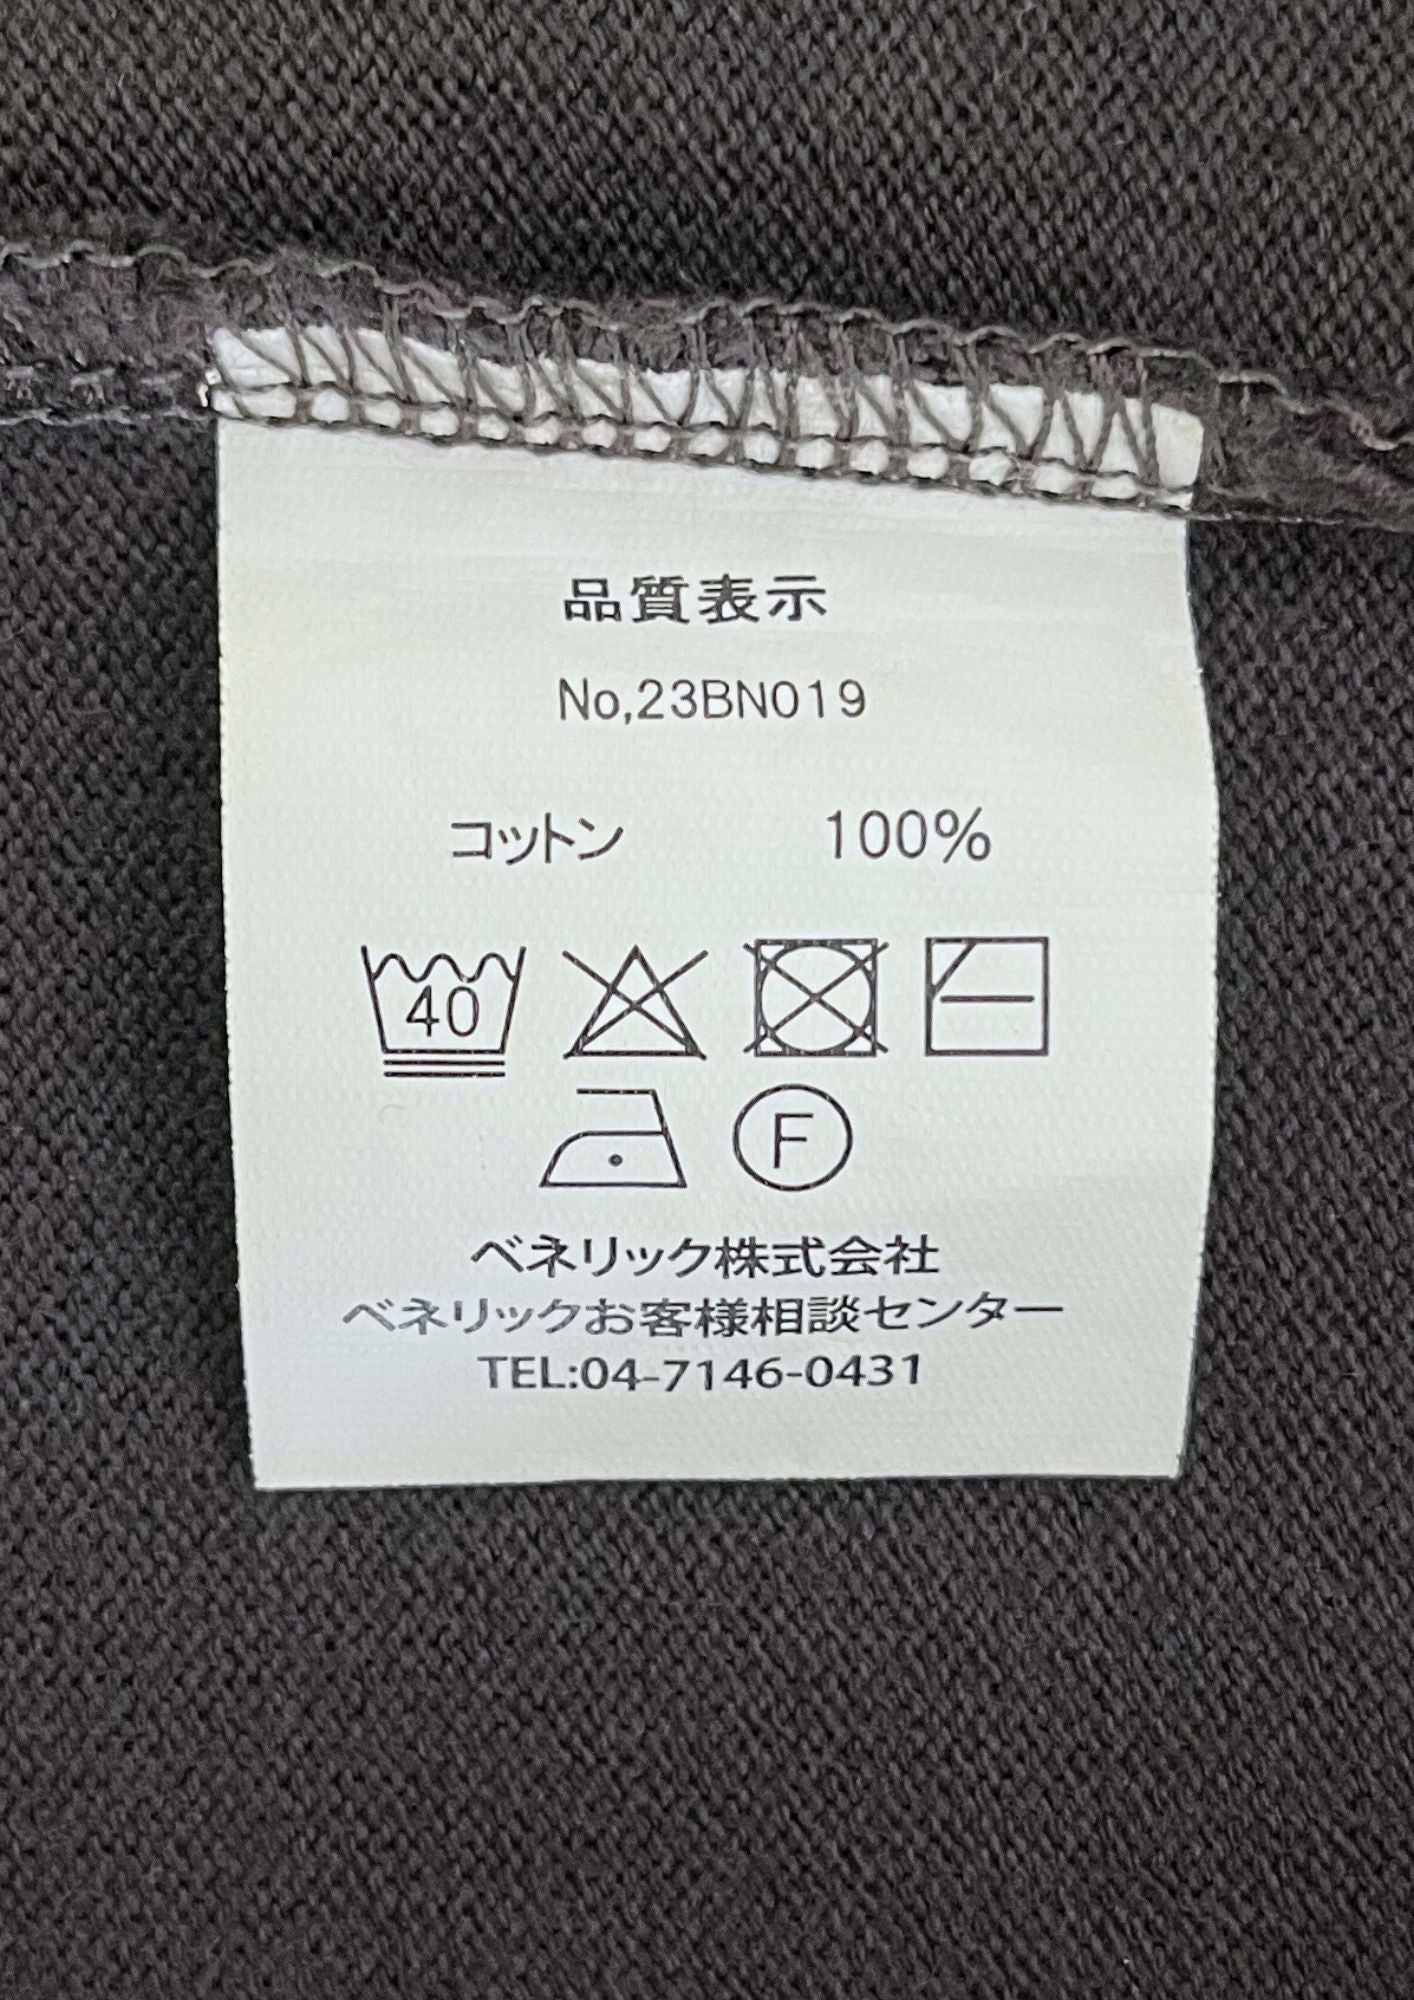 品質表示
No,23BN019
コットン 100%
40
F
ベネリック株式会社
ベネリックお客様相談センター
TEL:04-7146-0431